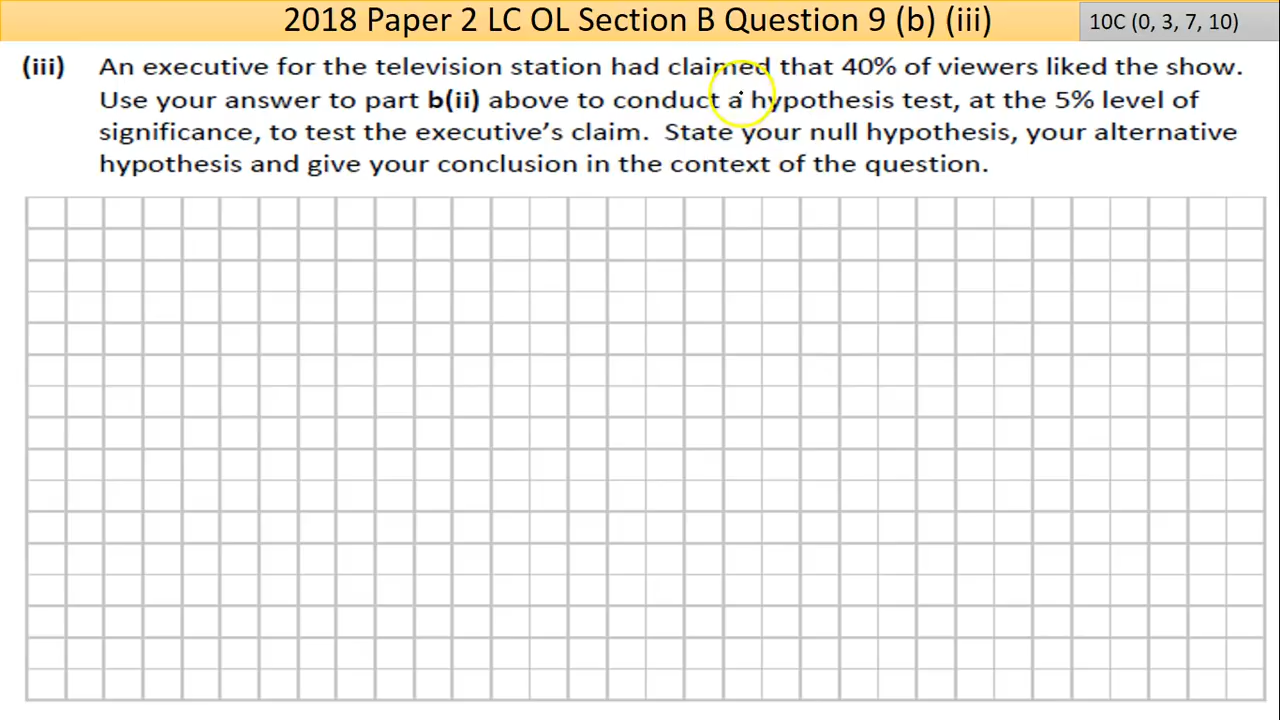 2018 Paper 2 LC OL Section B Question 9 (b) (iii)
10C (0, 3, 7, 10)
(iii) An executive for the television station had claimed that 40% of viewers liked the show.
Use your answer to part b(ii) above to conduct a hypothesis test, at the 5% level of
significance, to test the executive's claim. State your null hypothesis, your alternative
hypothesis and give your conclusion in the context of the question.